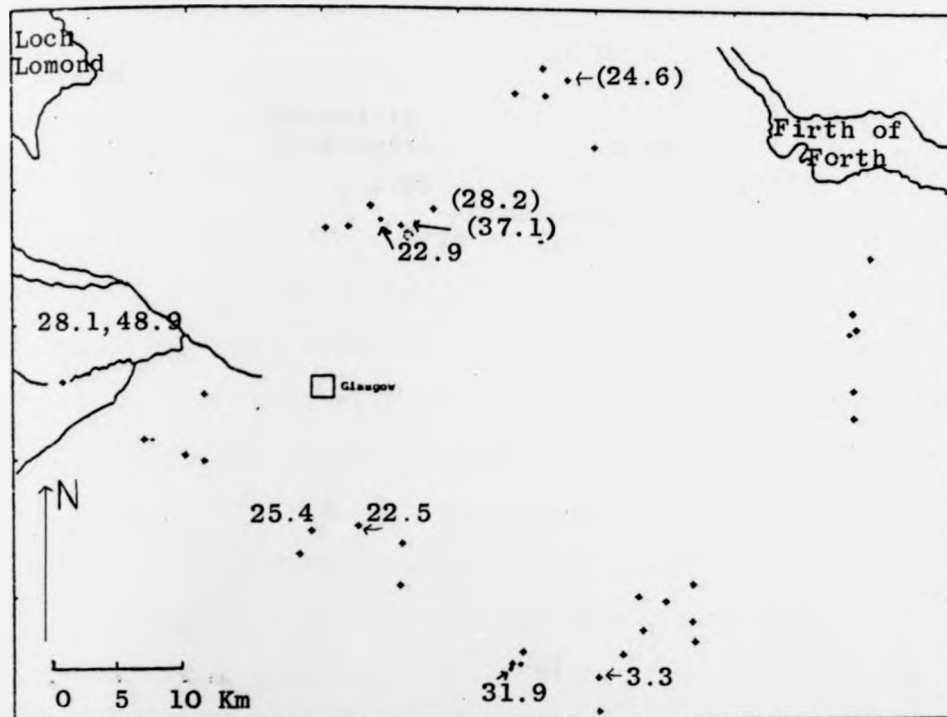 Loch
Lomond
←(24.6)
Firth of
Forth
(28.2)
(37.1)
22.9
28.1,48.9
Glasgow
N
25.4
22.5
←3.3
31.9
0 5 10 Km